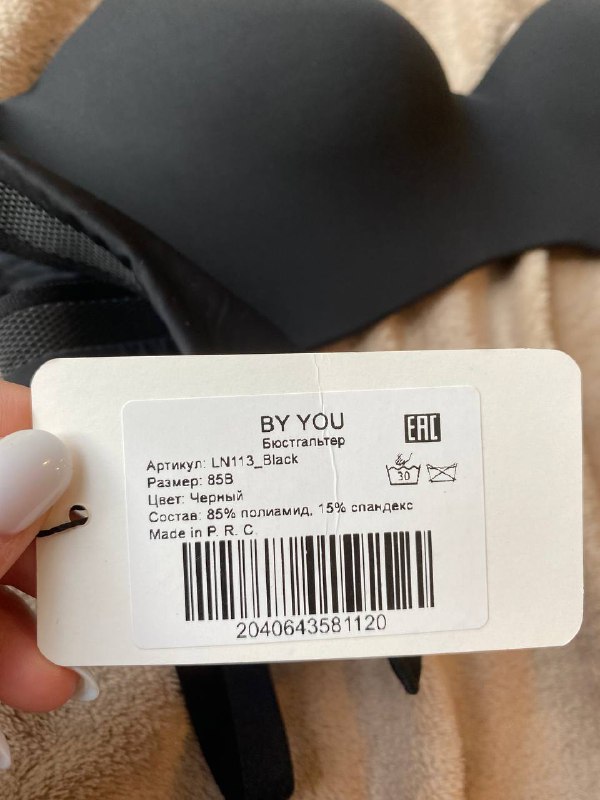 BY YOU
Бюстгальтер
EAC
Артикул: LN113_Black
Размер: 85B
Цвет: Черный
Состав: 85% полиамид, 15% спандекс
Made in P. R. C.
30
2040643581120